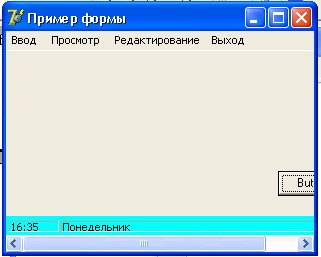 Пример формы
Ввод Просмотр Редактирование Выход
But
16:35 Понедельник